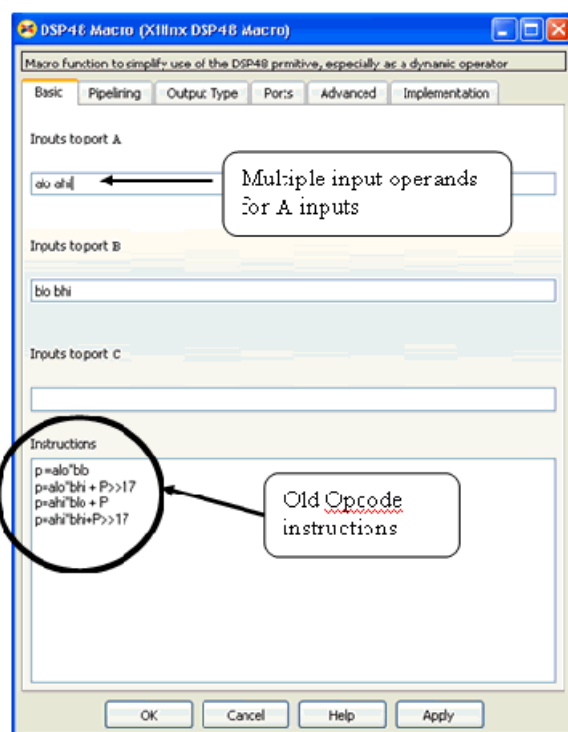 DSP48 Macro (Xilinx DSP48 Macro)
Macro function to simplify use of the DSP48 prmitive, especially as a dynanic operator
Basic Pipelining Output Type Ports Advanced Implementation
Inputs to port A
alo ahi
Multiple input operands
for A inputs
Inputs to port B
blo bhi
Inputs to port C
Instructions
p=alo*blo
p=alo*bhi + P>>17
p=ahi*blo + P
p=ahi*bhi+P>>17
Old Opcode
instructions
OK Cancel Help Apply